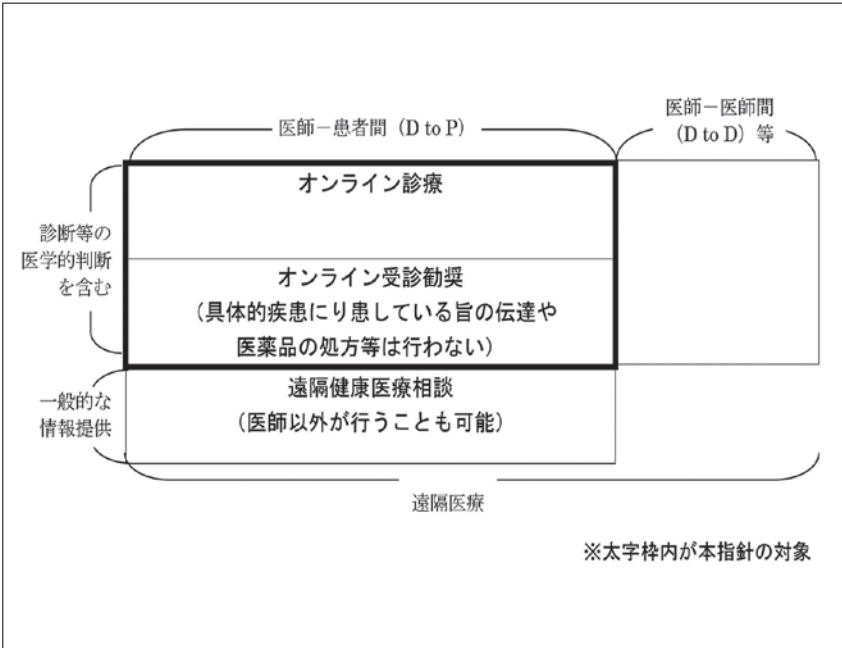 医師－患者間（D to P）
医師－医師間
（D to D）等
診断等の
医学的判断
を含む
オンライン診療
オンライン受診勧奨
（具体的疾患にり患している旨の伝達や
医薬品の処方等は行わない）
一般的な
情報提供
遠隔健康医療相談
（医師以外が行うことも可能）
遠隔医療
※太字枠内が本指針の対象